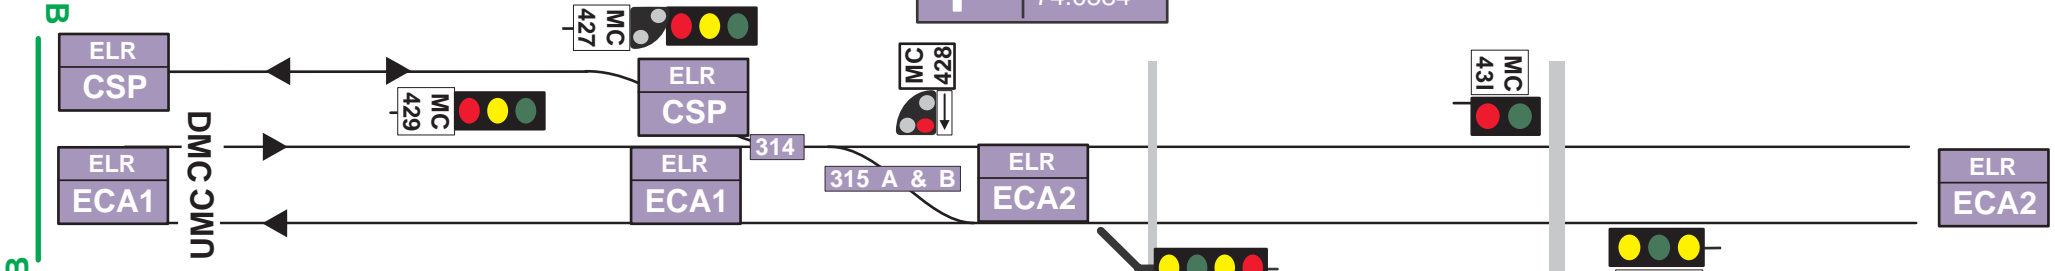 B
ELR
CSP
DMC
UMC
ELR
ECA1
MC
429
MC
427
ELR
CSP
314
ELR
ECA1
315 A & B
MC
428
ELR
ECA2
MC
431
ELR
ECA2